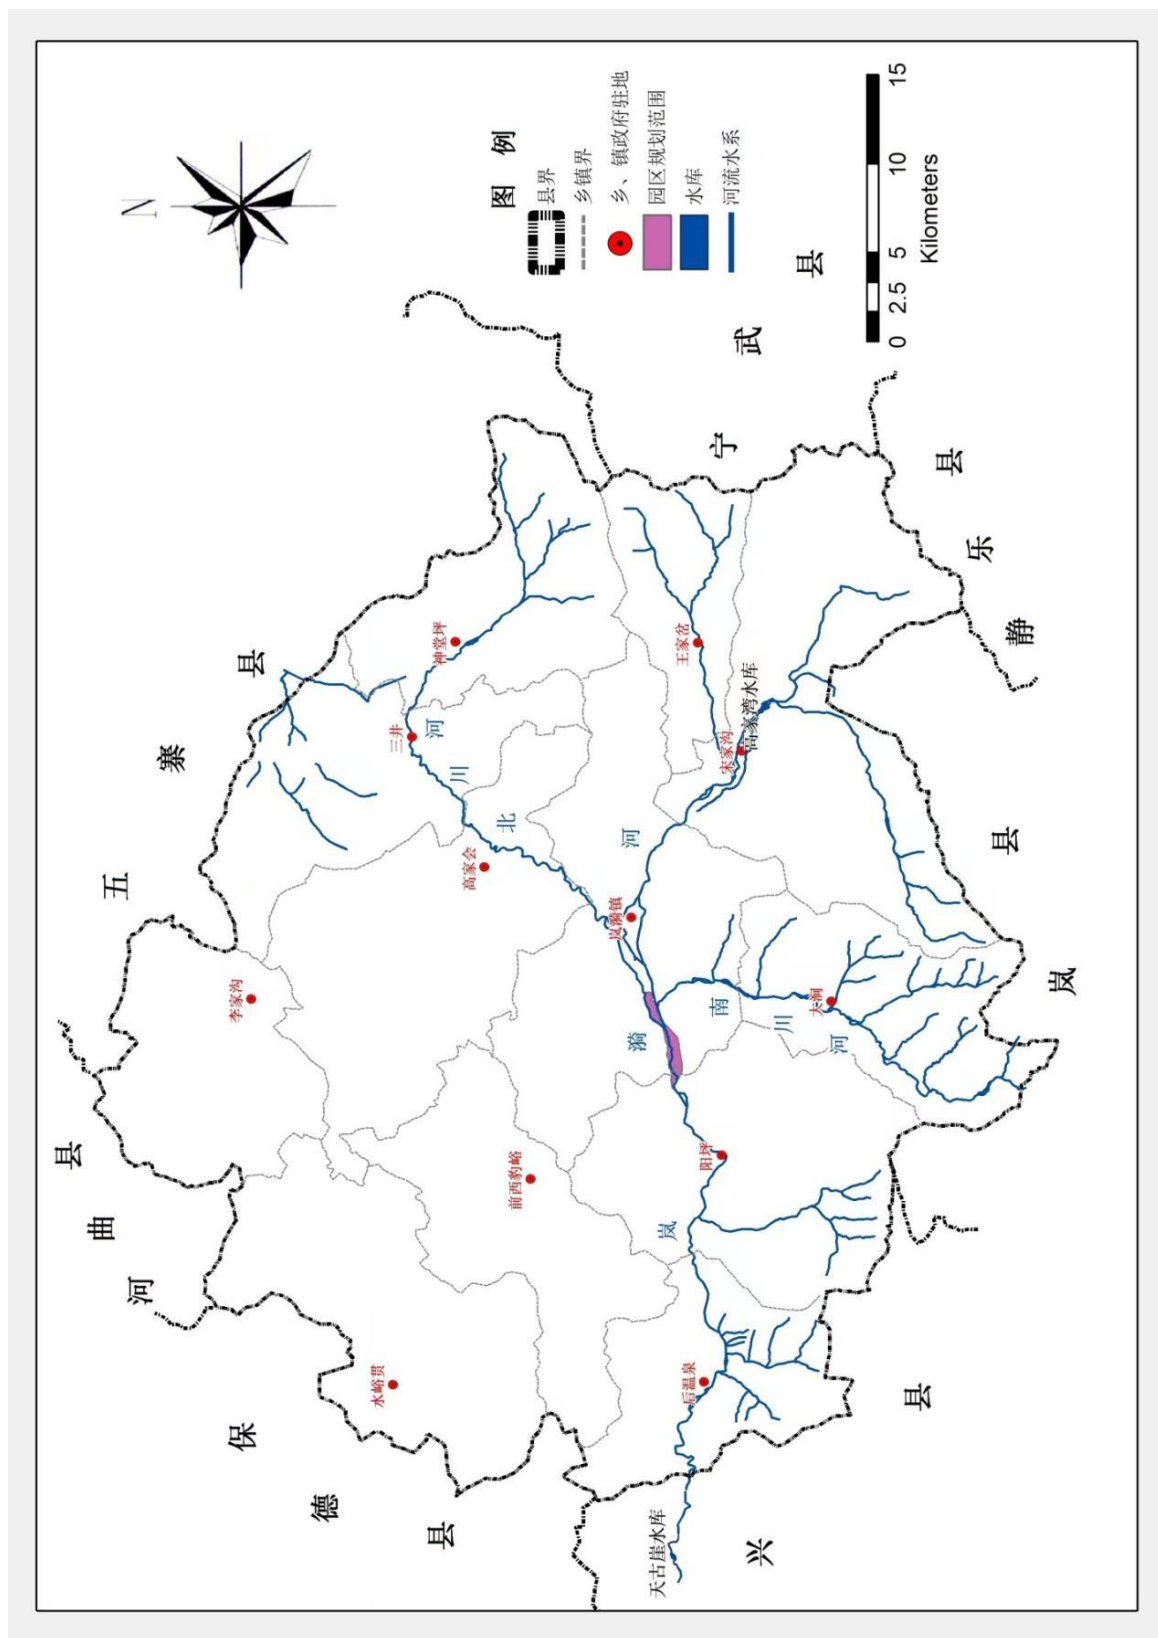 N
河曲县
五寨县
保德县
李家沟
水峪贯
三井
神堂坪
高家会
北川河
前西豹峪
岚漪镇
岚漪河
王家岔
宋家沟
高家湾水库
阳坪
后温泉
天古崖水库
南川河
大涧
宁武县
静乐县
岚县
兴县
图 例
县界
乡镇界
乡、镇政府驻地
园区规划范围
水库
河流水系
0 2.5 5 10 15
Kilometers